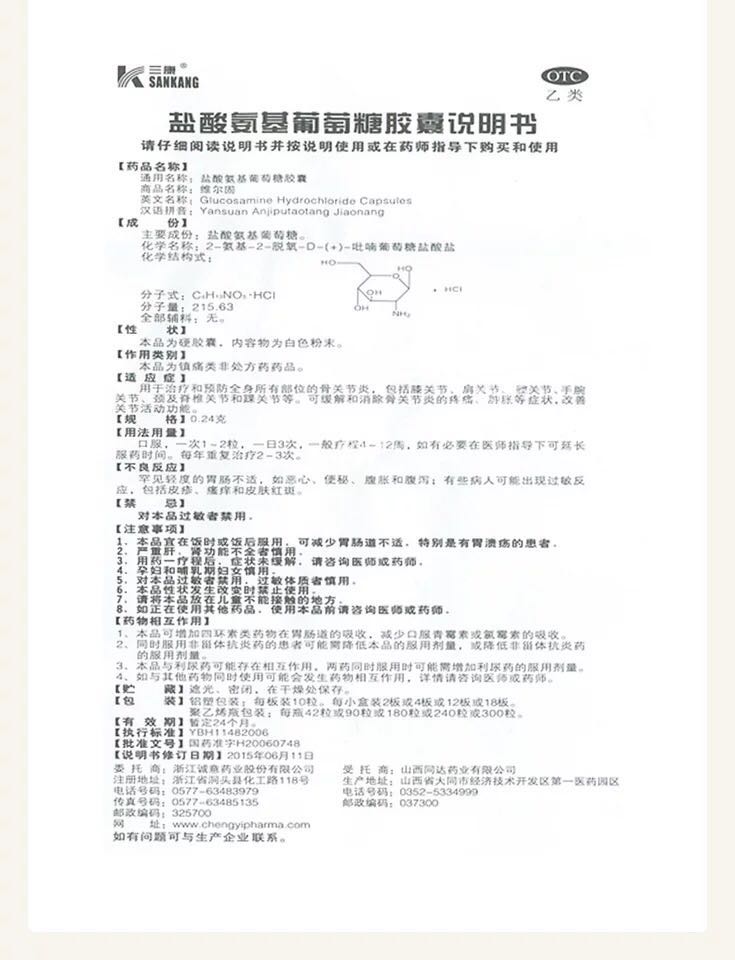 三康®
SANKANG
OTC
乙类
盐酸氨基葡萄糖胶囊说明书
请仔细阅读说明书并按说明使用或在药师指导下购买和使用
【药品名称】
通用名称：盐酸氨基葡萄糖胶囊
商品名称：维尔固
英文名称：Glucosamine Hydrochloride Capsules
汉语拼音：Yansuan Anjiputaotang Jiaonang
【成 份】
主要成份：盐酸氨基葡萄糖。
化学名称：2-氨基-2-脱氧-D-(+)-吡喃葡萄糖盐酸盐
化学结构式：
HO
HO
O
OH
OH
NH₂
· HCl
分子式：C₆H₁₃NO₅·HCl
分子量：215.63
全部辅料：无。
【性 状】
本品为硬胶囊，内容物为白色粉末。
【作用类别】
本品为镇痛类非处方药药品。
【适 应 症】
用于治疗和预防全身所有部位的骨关节炎，包括膝关节、肩关节、髋关节、手腕
关节、颈及脊椎关节和踝关节等。可缓解和消除骨关节炎的疼痛、肿胀等症状，改善
关节活动功能。
【规 格】0.24克
【用法用量】
口服，一次1~2粒，一日3次，一般疗程4-12周，如有必要在医师指导下可延长
服药时间。每年重复治疗2-3次。
【不良反应】
罕见轻度的胃肠不适，如恶心、便秘、腹胀和腹泻；有些病人可能出现过敏反
应，包括皮疹、瘙痒和皮肤红斑。
【禁 忌】
对本品过敏者禁用。
【注意事项】
1、本品宜在饭时或饭后服用，可减少胃肠道不适，特别是有胃溃疡的患者。
2、严重肝、肾功能不全者慎用。
3、用药一疗程后，症状未缓解，请咨询医师或药师。
4、孕妇和哺乳期妇女慎用。
5、对本品过敏者禁用，过敏体质者慎用。
6、本品性状发生改变时禁止使用。
7、请将本品放在儿童不能接触的地方。
8、如正在使用其他药品，使用本品前请咨询医师或药师。
【药物相互作用】
1、本品可增加四环素类药物在胃肠道的吸收，减少口服青霉素或氯霉素的吸收。
2、同时服用非甾体抗炎药的患者可能需降低本品的服用剂量，或降低非甾体抗炎药
的服用剂量。
3、本品与利尿药可能存在相互作用，两药同时服用时可能需增加利尿药的服用剂量。
4、如与其他药物同时使用可能会发生药物相互作用，详情请咨询医师或药师。
【贮 藏】遮光、密闭，在干燥处保存。
【包 装】铝塑包装；每板装10粒。每小盒装2板或4板或12板或18板。
聚乙烯瓶包装；每瓶42粒或90粒或180粒或240粒或300粒。
【有 效 期】暂定24个月。
【执行标准】YBH11482006
【批准文号】国药准字H20060748
【说明书修订日期】2015年06月11日
委 托 商：浙江诚意药业股份有限公司 受 托 商：山西同达药业有限公司
注册地址：浙江省洞头县化工路118号 生产地址：山西省大同市经济技术开发区第一医药园区
电话号码：0577-63483979 电话号码：0352-5334999
传真号码：0577-63485135 邮政编码：037300
邮政编码：325700
网 址：www.chengyipharma.com
如有问题可与生产企业联系。